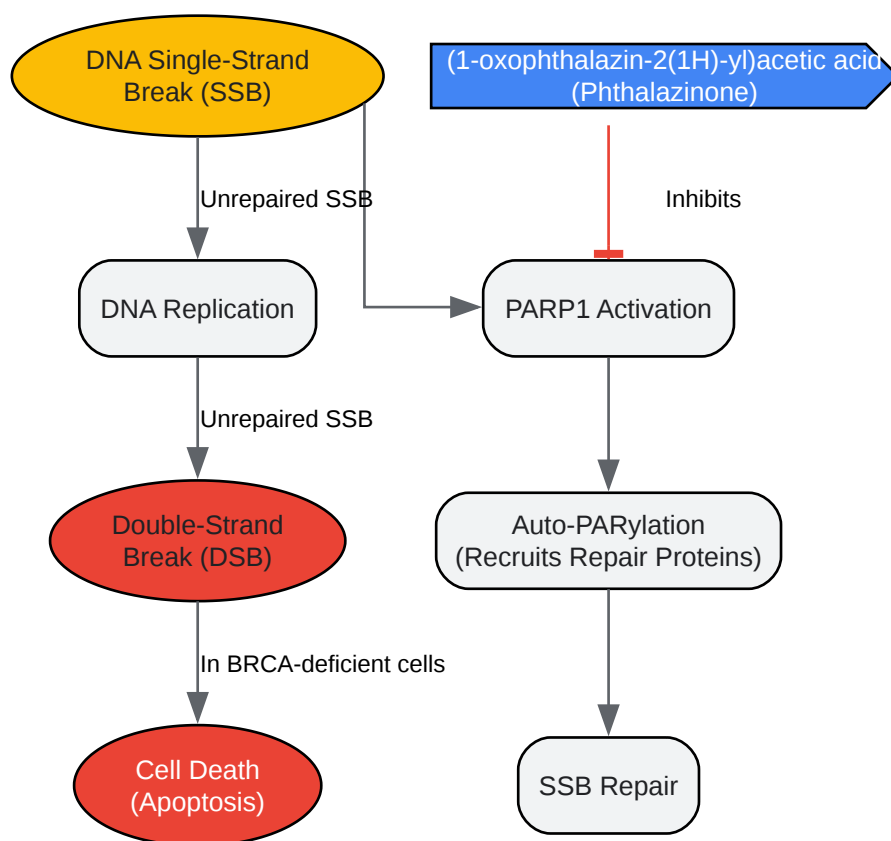 DNA Single-Strand
Break (SSB)
(1-oxophthalazin-2(1H)-yl)acetic acid
(Phthalazinone)
Unrepaired SSB
Inhibits
DNA Replication
PARP1 Activation
Unrepaired SSB
Double-Strand
Break (DSB)
Auto-PARylation
(Recruits Repair Proteins)
In BRCA-deficient cells
Cell Death
(Apoptosis)
SSB Repair